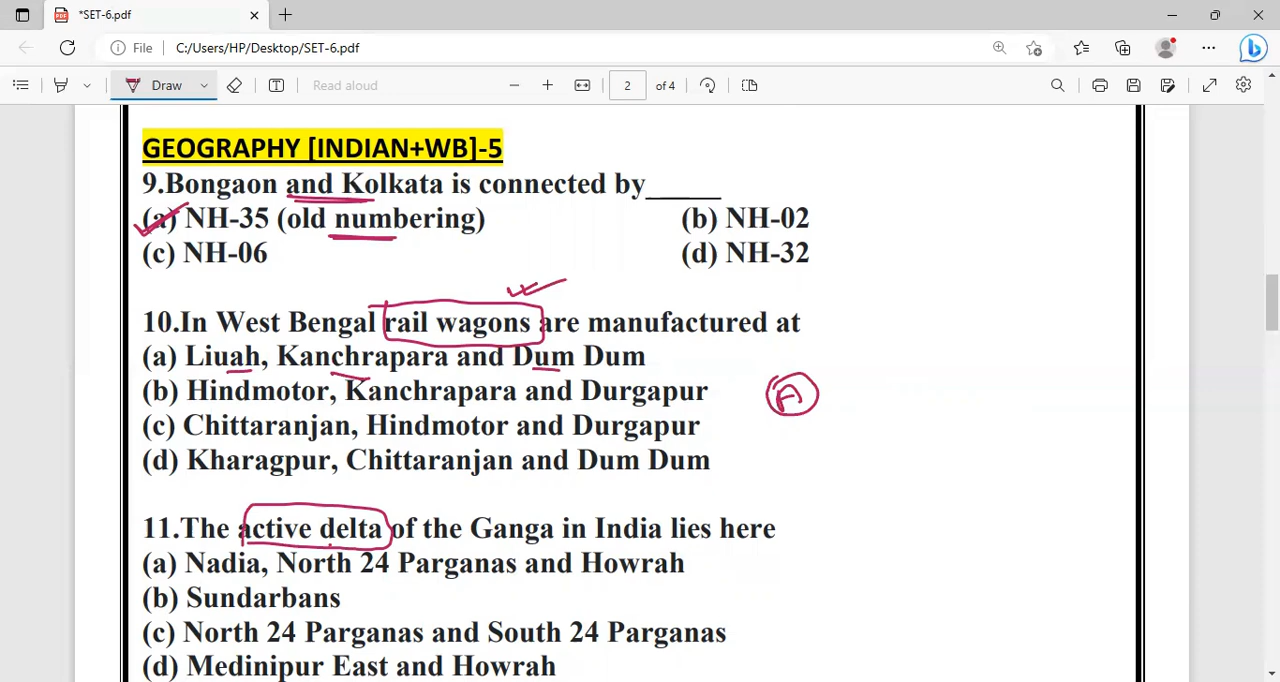 *SET-6.pdf
File C:/Users/HP/Desktop/SET-6.pdf
Draw Read aloud 2 of 4
GEOGRAPHY [INDIAN+WB]-5
9.Bongaon and Kolkata is connected by______
(a) NH-35 (old numbering) (b) NH-02
(c) NH-06 (d) NH-32
10.In West Bengal rail wagons are manufactured at
(a) Liuah, Kanchrapara and Dum Dum
(b) Hindmotor, Kanchrapara and Durgapur
A
(c) Chittaranjan, Hindmotor and Durgapur
(d) Kharagpur, Chittaranjan and Dum Dum
11.The active delta of the Ganga in India lies here
(a) Nadia, North 24 Parganas and Howrah
(b) Sundarbans
(c) North 24 Parganas and South 24 Parganas
(d) Medinipur East and Howrah